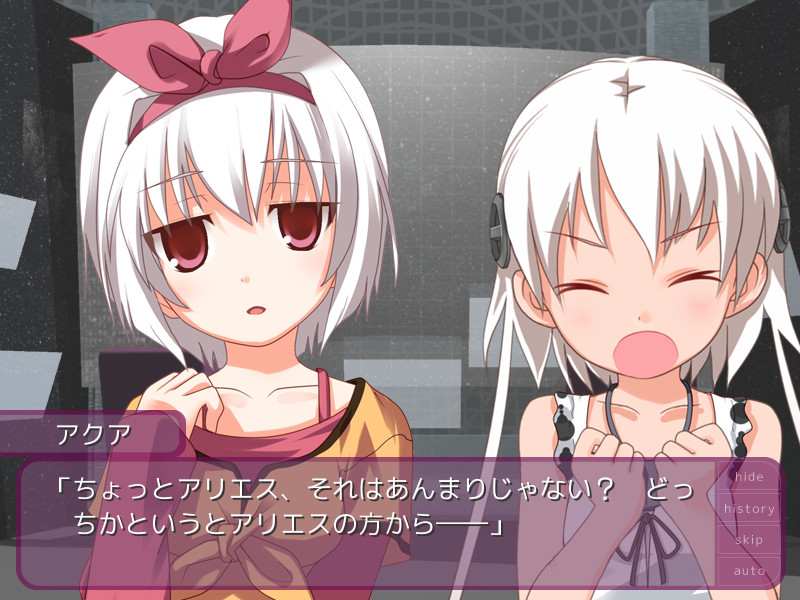 アクア
「ちょっとアリエス、それはあんまりじゃない？　どっ
ちかというとアリエスの方から――」
hide
history
skip
auto